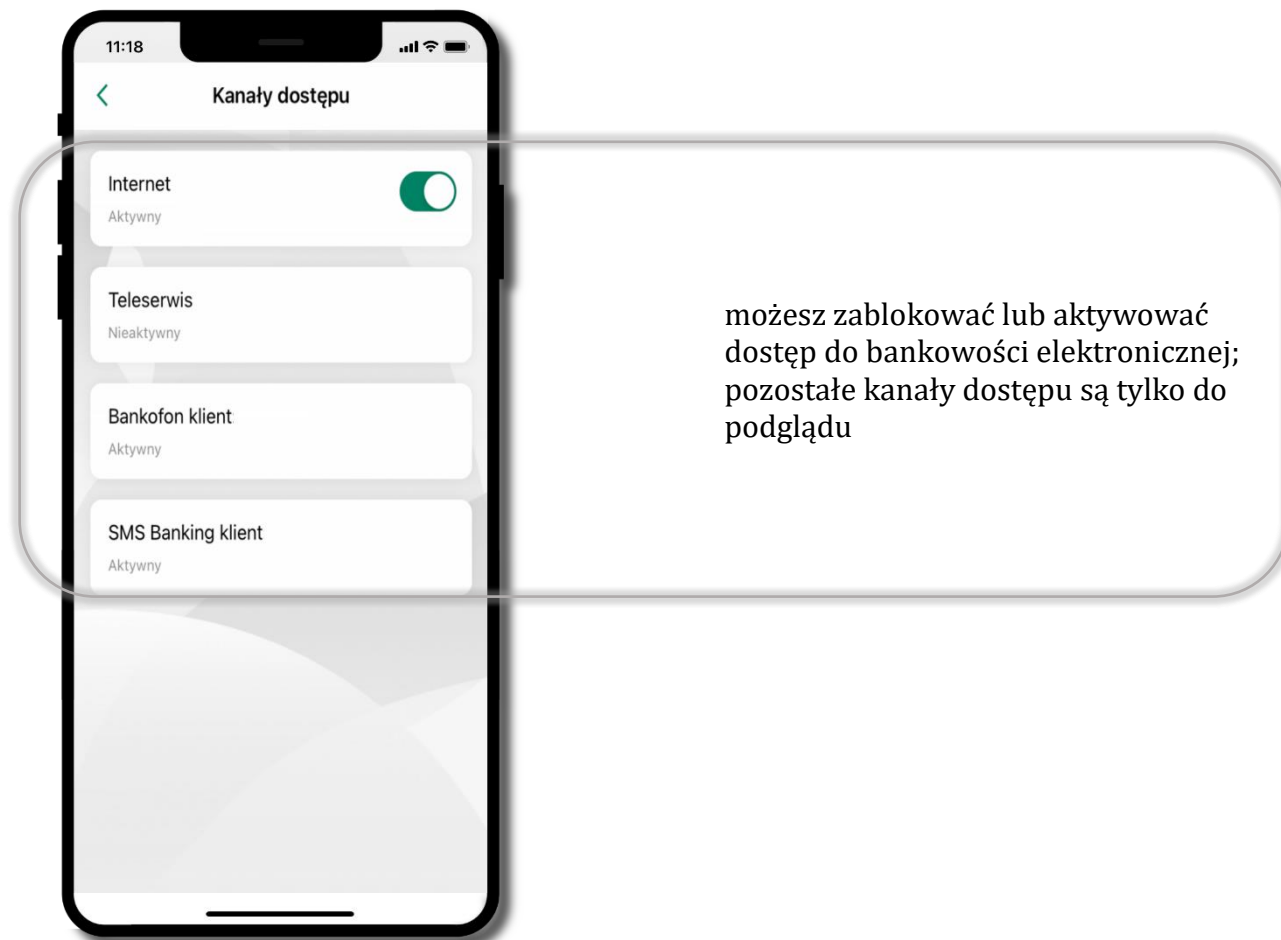 11:18
Kanały dostępu
Internet
Aktywny
Teleserwis
Nieaktywny
Bankofon klient
Aktywny
SMS Banking klient
Aktywny
możesz zablokować lub aktywować
dostęp do bankowości elektronicznej;
pozostałe kanały dostępu są tylko do
podglądu